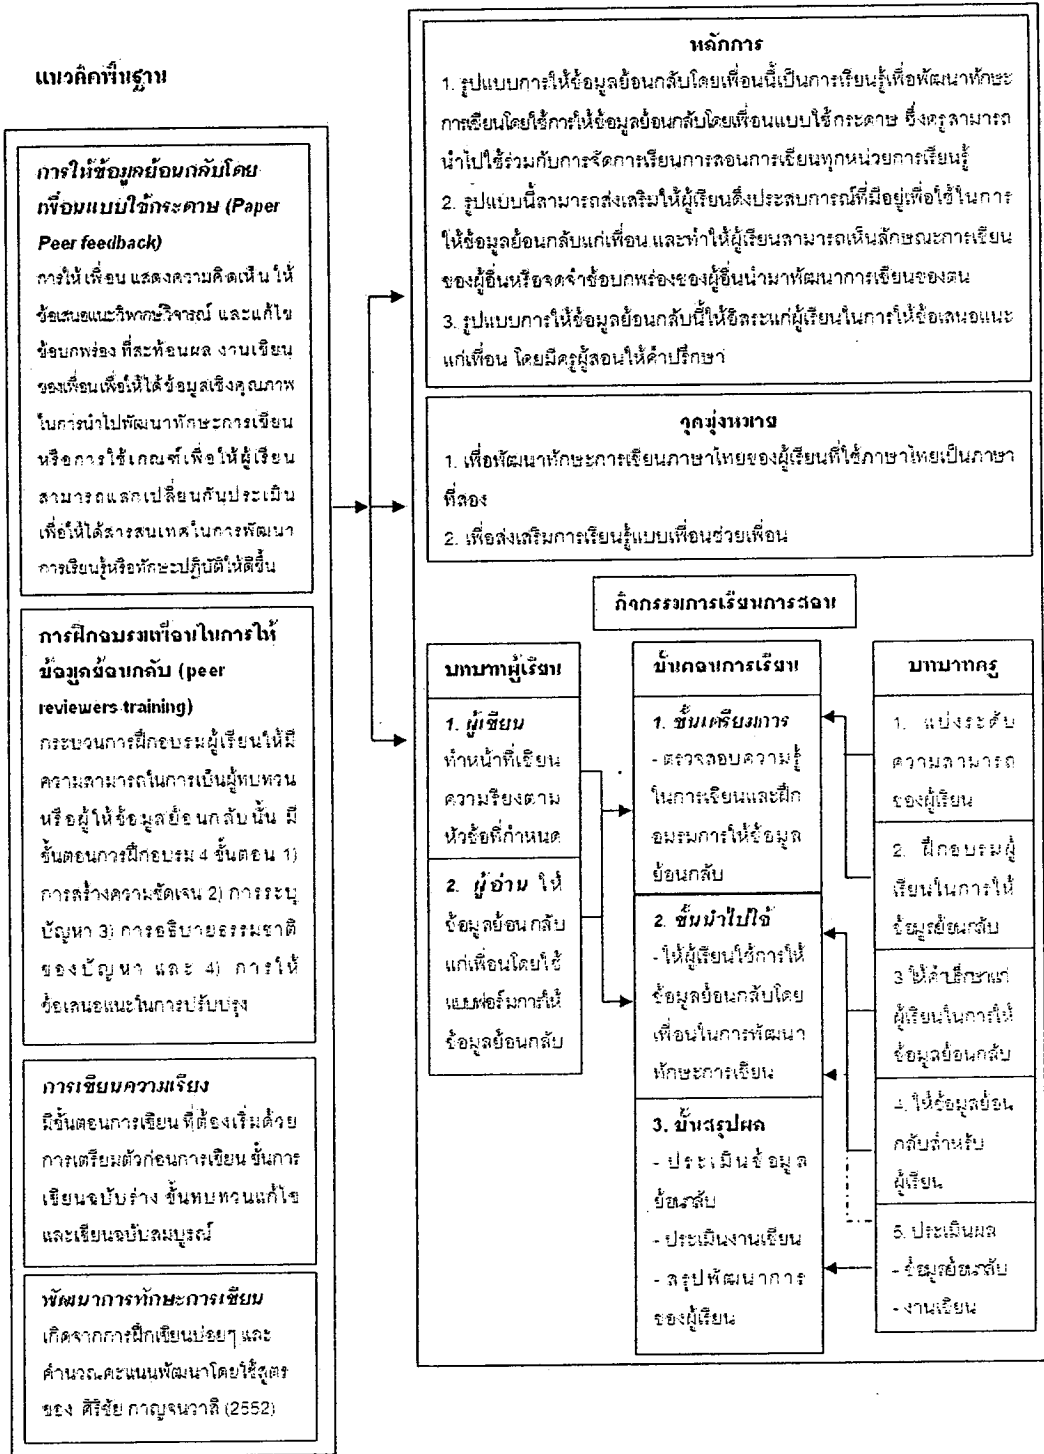 แนวคิดพื้นฐาน
การให้ข้อมูลย้อนกลับโดย
เพื่อนแบบใช้กระดาษ (Paper
Peer feedback)
การให้เพื่อน แสดงความคิดเห็น ให้
ข้อเสนอแนะวิพากษ์วิจารณ์ และแก้ไข
ข้อบกพร่อง ที่สะท้อนผล งานเขียน
ของเพื่อนเพื่อให้ได้ข้อมูลเชิงคุณภาพ
ในการนำไปพัฒนาทักษะการเขียน
หรือการใช้เกณฑ์เพื่อให้ผู้เรียน
สามารถแลกเปลี่ยนกันประเมิน
เพื่อให้ได้สารสนเทศในการพัฒนา
การเรียนรู้หรือทักษะปฏิบัติให้ดีขึ้น
การฝึกอบรมเพื่อนในการให้
ข้อมูลย้อนกลับ (peer
reviewers training)
กระบวนการฝึกอบรมผู้เรียนให้มี
ความสามารถในการเป็นผู้ทบทวน
หรือผู้ให้ข้อมูลย้อนกลับนั้น มี
ขั้นตอนการฝึกอบรม 4 ขั้นตอน 1)
การสร้างความชัดเจน 2) การระบุ
ปัญหา 3) การอธิบายธรรมชาติ
ของปัญหา และ 4) การให้
ข้อเสนอแนะในการปรับปรุง
การเขียนความเรียง
มีขั้นตอนการเขียน ที่ต้องเริ่มด้วย
การเตรียมตัวก่อนการเขียน ขั้นการ
เขียนฉบับร่าง ขั้นทบทวนแก้ไข
และเขียนฉบับสมบูรณ์
พัฒนาการทักษะการเขียน
เกิดจากการฝึกเขียนบ่อยๆ และ
คำนวณคะแนนพัฒนาโดยใช้สูตร
ของ ศิริชัย กาญจนวาสี (2552)
หลักการ
1. รูปแบบการให้ข้อมูลย้อนกลับโดยเพื่อนนี้เป็นการเรียนรู้เพื่อพัฒนาทักษะ
การเขียนโดยใช้การให้ข้อมูลย้อนกลับโดยเพื่อนแบบใช้กระดาษ ซึ่งครูสามารถ
นำไปใช้ร่วมกับการจัดการเรียนการสอนการเขียนทุกหน่วยการเรียนรู้
2. รูปแบบนี้สามารถส่งเสริมให้ผู้เรียนดึงประสบการณ์ที่มีอยู่เพื่อใช้ในการ
ให้ข้อมูลย้อนกลับแก่เพื่อน และทำให้ผู้เรียนสามารถเห็นลักษณะการเขียน
ของผู้อื่นหรือจดจำข้อบกพร่องของผู้อื่นนำมาพัฒนาการเขียนของตน
3. รูปแบบการให้ข้อมูลย้อนกลับนี้ให้อิสระแก่ผู้เรียนในการให้ข้อเสนอแนะ
แก่เพื่อน โดยมีครูผู้สอนให้คำปรึกษา
จุดมุ่งหมาย
1. เพื่อพัฒนาทักษะการเขียนภาษาไทยของผู้เรียนที่ใช้ภาษาไทยเป็นภาษา
ที่สอง
2. เพื่อส่งเสริมการเรียนรู้แบบเพื่อนช่วยเพื่อน
กิจกรรมการเรียนการสอน
บทบาทผู้เรียน
1. ผู้เขียน
ทำหน้าที่เขียน
ความเรียงตาม
หัวข้อที่กำหนด
2. ผู้อ่าน ให้
ข้อมูลย้อนกลับ
แก่เพื่อนโดยใช้
แบบฟอร์มการให้
ข้อมูลย้อนกลับ
ขั้นตอนการเรียน
1. ขั้นเตรียมการ
- ตรวจสอบความรู้
ในการเขียนและฝึก
อมรมการให้ข้อมูล
ย้อนกลับ
2. ขั้นนำไปใช้
- ให้ผู้เรียนใช้การให้
ข้อมูลย้อนกลับโดย
เพื่อนในการพัฒนา
ทักษะการเขียน
3. ขั้นสรุปผล
- ประเมินข้อมูล
ย้อนกลับ
- ประเมินงานเขียน
- สรุปพัฒนาการ
ของผู้เรียน
บทบาทครู
1. แบ่งระดับ
ความสามารถ
ของผู้เรียน
2. ฝึกอบรมผู้
เรียนในการให้
ข้อมูลย้อนกลับ
3 ให้คำปรึกษาแก่
ผู้เรียนในการให้
ข้อมูลย้อนกลับ
4. ให้ข้อมูลย้อน
กลับสำหรับ
ผู้เรียน
5. ประเมินผล
- ข้อมูลย้อนกลับ
- งานเขียน